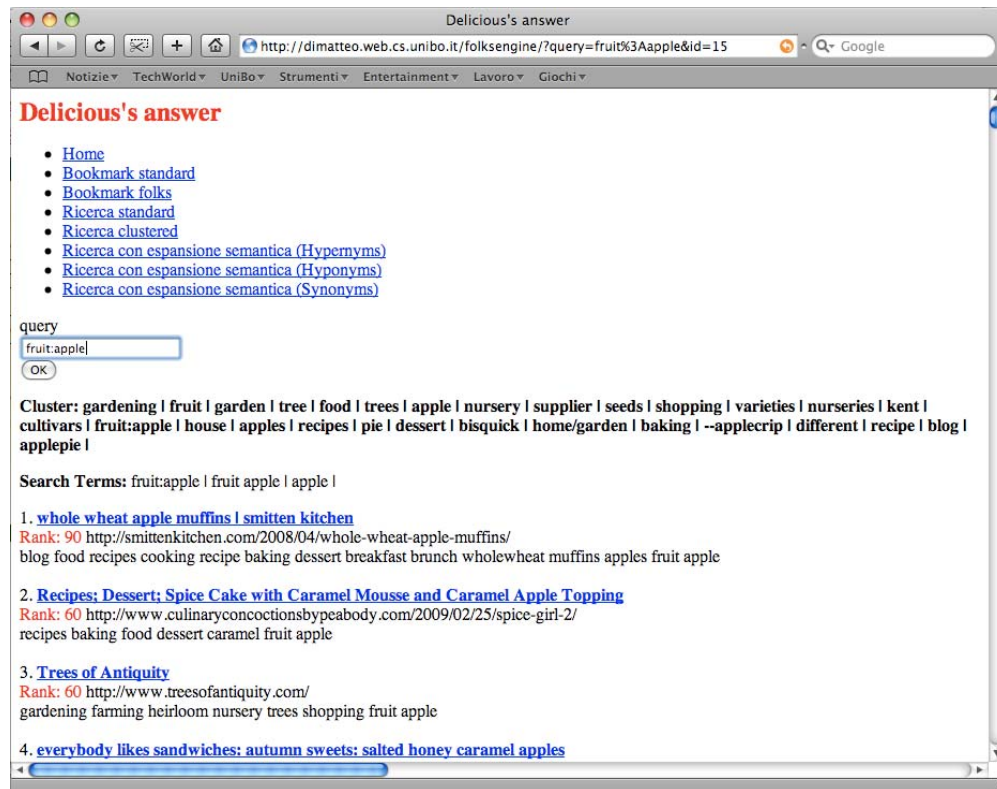 Delicious's answer
http://dimatteo.web.cs.unibo.it/folksengine/?query=fruit%3Aapple&id=15
Google
Notizie TechWorld UniBo Strumenti Entertainment Lavoro Giochi
Delicious's answer
Home
Bookmark standard
Bookmark folks
Ricerca standard
Ricerca clustered
Ricerca con espansione semantica (Hypernyms)
Ricerca con espansione semantica (Hyponyms)
Ricerca con espansione semantica (Synonyms)
query
fruit:apple
OK
Cluster: gardening | fruit | garden | tree | food | trees | apple | nursery | supplier | seeds | shopping | varieties | nurseries | kent |
cultivars | fruit:apple | house | apples | recipes | pie | dessert | bisquick | home/garden | baking | --applecrip | different | recipe | blog |
applepie |
Search Terms: fruit:apple | fruit apple | apple |
1. whole wheat apple muffins | smitten kitchen
Rank: 90 http://smittenkitchen.com/2008/04/whole-wheat-apple-muffins/
blog food recipes cooking recipe baking dessert breakfast brunch wholewheat muffins apples fruit apple
2. Recipes; Dessert; Spice Cake with Caramel Mousse and Caramel Apple Topping
Rank: 60 http://www.culinaryconcoctionsbypeabody.com/2009/02/25/spice-girl-2/
recipes baking food dessert caramel fruit apple
3. Trees of Antiquity
Rank: 60 http://www.treesofantiquity.com/
gardening farming heirloom nursery trees shopping fruit apple
4. everybody likes sandwiches: autumn sweets: salted honey caramel apples